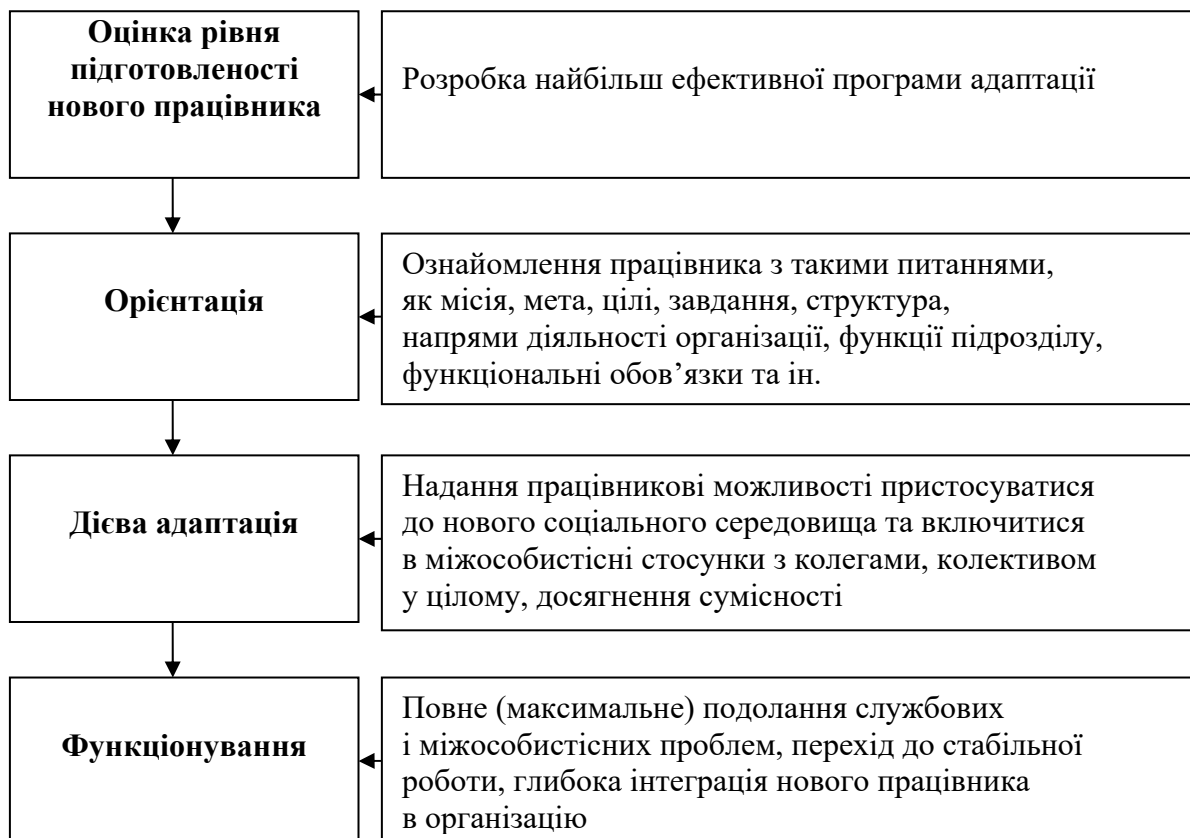 Оцінка рівня
підготовленості
нового працівника
Розробка найбільш ефективної програми адаптації
Орієнтація
Ознайомлення працівника з такими питаннями,
як місія, мета, цілі, завдання, структура,
напрями діяльності організації, функції підрозділу,
функціональні обов’язки та ін.
Дієва адаптація
Надання працівникові можливості пристосуватися
до нового соціального середовища та включитися
в міжособистісні стосунки з колегами, колективом
у цілому, досягнення сумісності
Функціонування
Повне (максимальне) подолання службових
і міжособистісних проблем, перехід до стабільної
роботи, глибока інтеграція нового працівника
в організацію